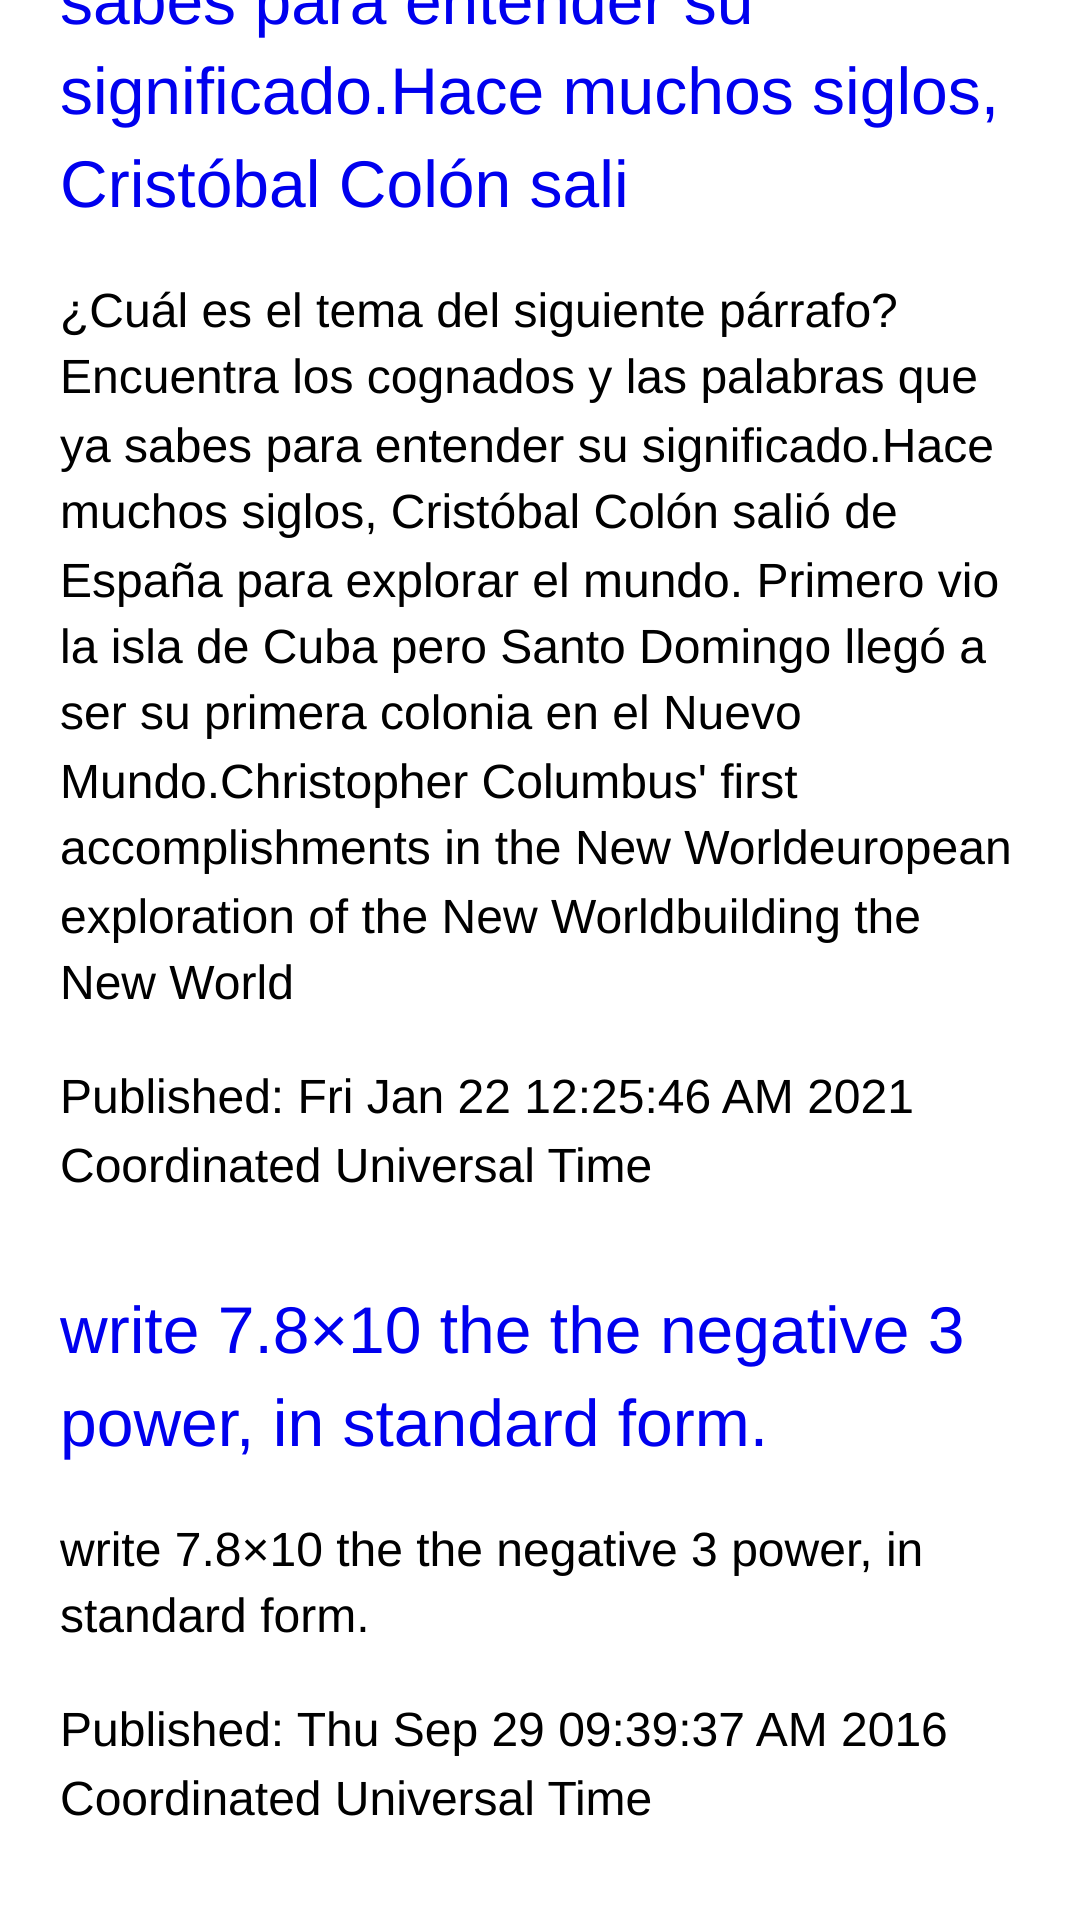 sabes para entender su
significado.Hace muchos siglos,
Cristóbal Colón sali
¿Cuál es el tema del siguiente párrafo?
Encuentra los cognados y las palabras que
ya sabes para entender su significado.Hace
muchos siglos, Cristóbal Colón salió de
España para explorar el mundo. Primero vio
la isla de Cuba pero Santo Domingo llegó a
ser su primera colonia en el Nuevo
Mundo.Christopher Columbus' first
accomplishments in the New Worldeuropean
exploration of the New Worldbuilding the
New World
Published: Fri Jan 22 12:25:46 AM 2021
Coordinated Universal Time
write 7.8×10 the the negative 3
power, in standard form.
write 7.8×10 the the negative 3 power, in
standard form.
Published: Thu Sep 29 09:39:37 AM 2016
Coordinated Universal Time